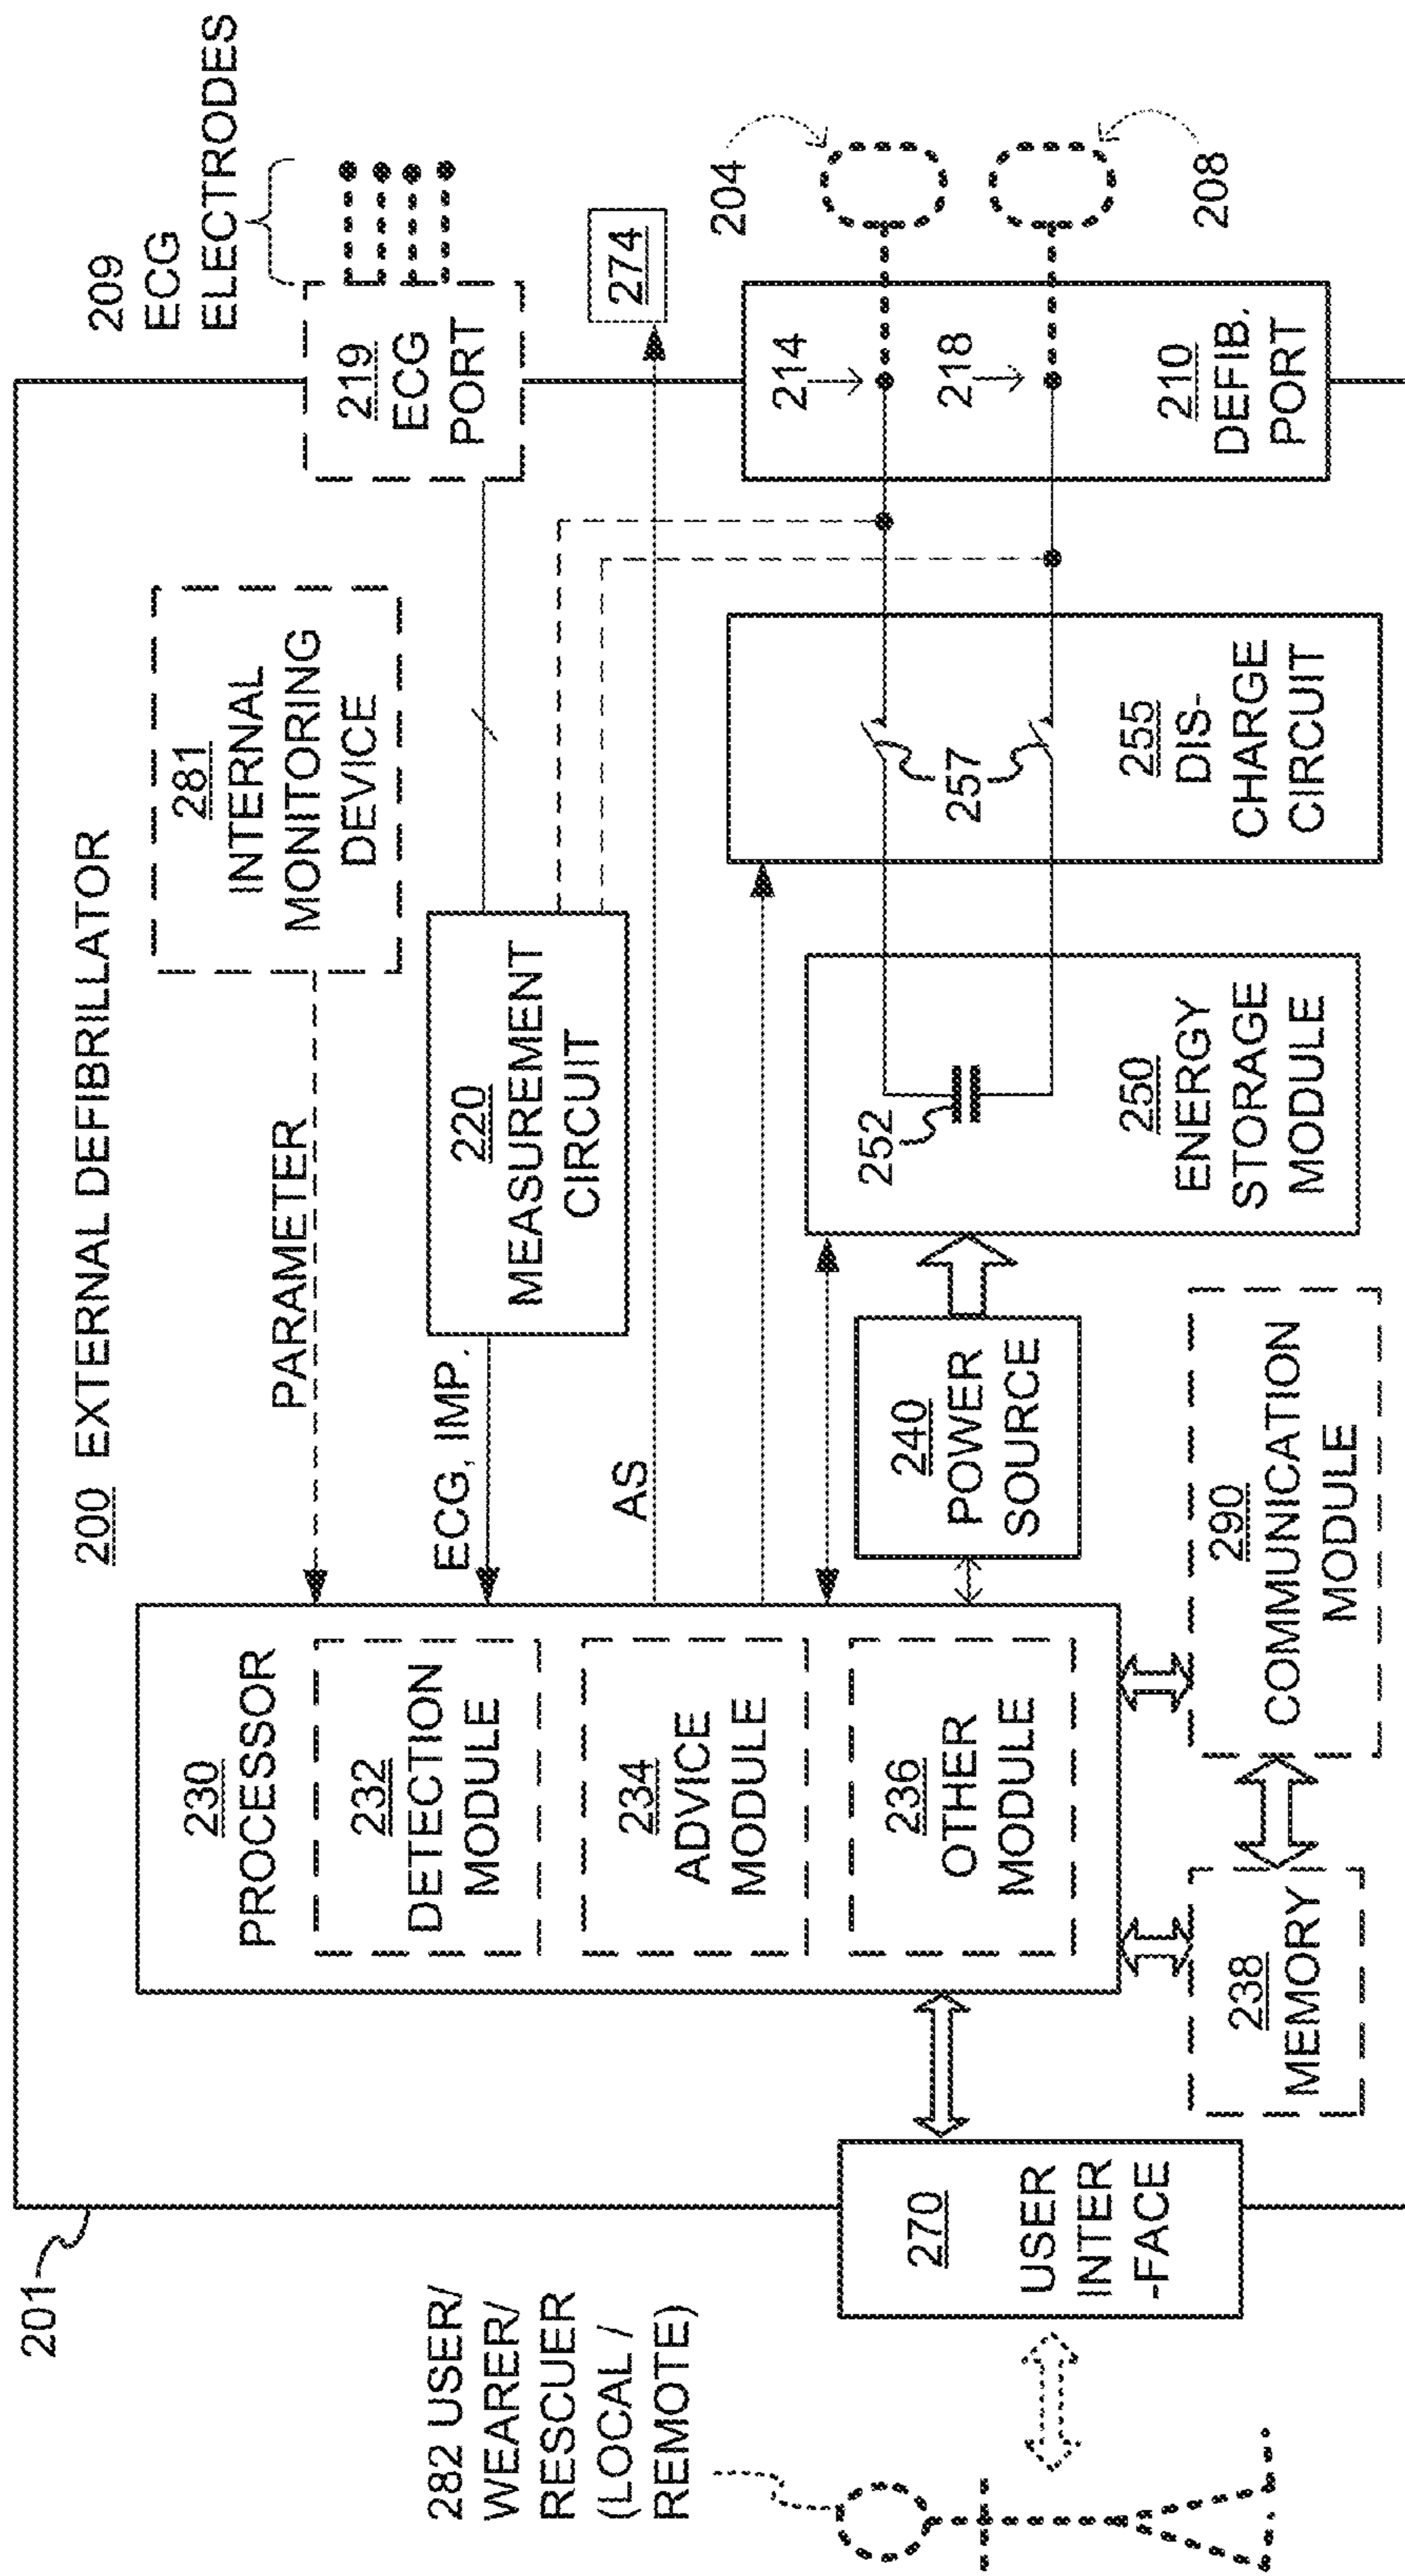 201
200 EXTERNAL DEFIBRILLATOR
209
ECG
ELECTRODES
219
ECG
PORT
281
INTERNAL
MONITORING
DEVICE
PARAMETER
220
MEASUREMENT
CIRCUIT
ECG, IMP.
AS
274
230
PROCESSOR
232
DETECTION
MODULE
234
ADVICE
MODULE
236
OTHER
MODULE
282 USER/
WEARER/
RESCUER
(LOCAL /
REMOTE)
270
USER
INTER
-FACE
238
MEMORY
290
COMMUNICATION
MODULE
240
POWER
SOURCE
252
250
ENERGY
STORAGE
MODULE
257
255
DIS-
CHARGE
CIRCUIT
214
218
210
DEFIB.
PORT
204
208